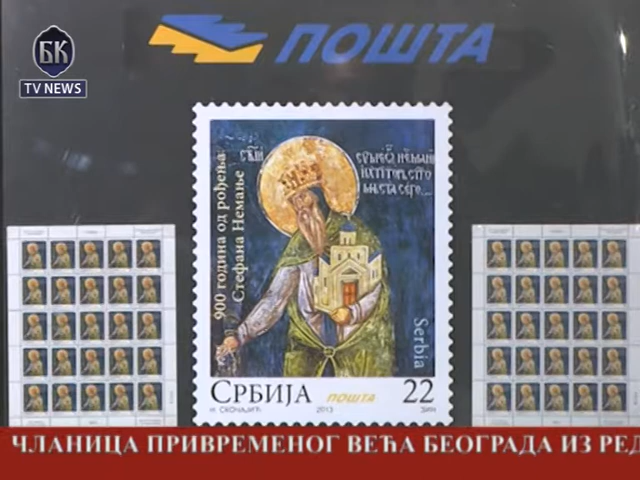 БК
TV NEWS
ПОШТА
900 година од рођења
Стефана Немање
Serbia
СРБИЈА
ПОШТА
22
2013
ДИН
ЧЛАНИЦА ПРИВРЕМЕНОГ ВЕЋА БЕОГРАДА ИЗ РЕД